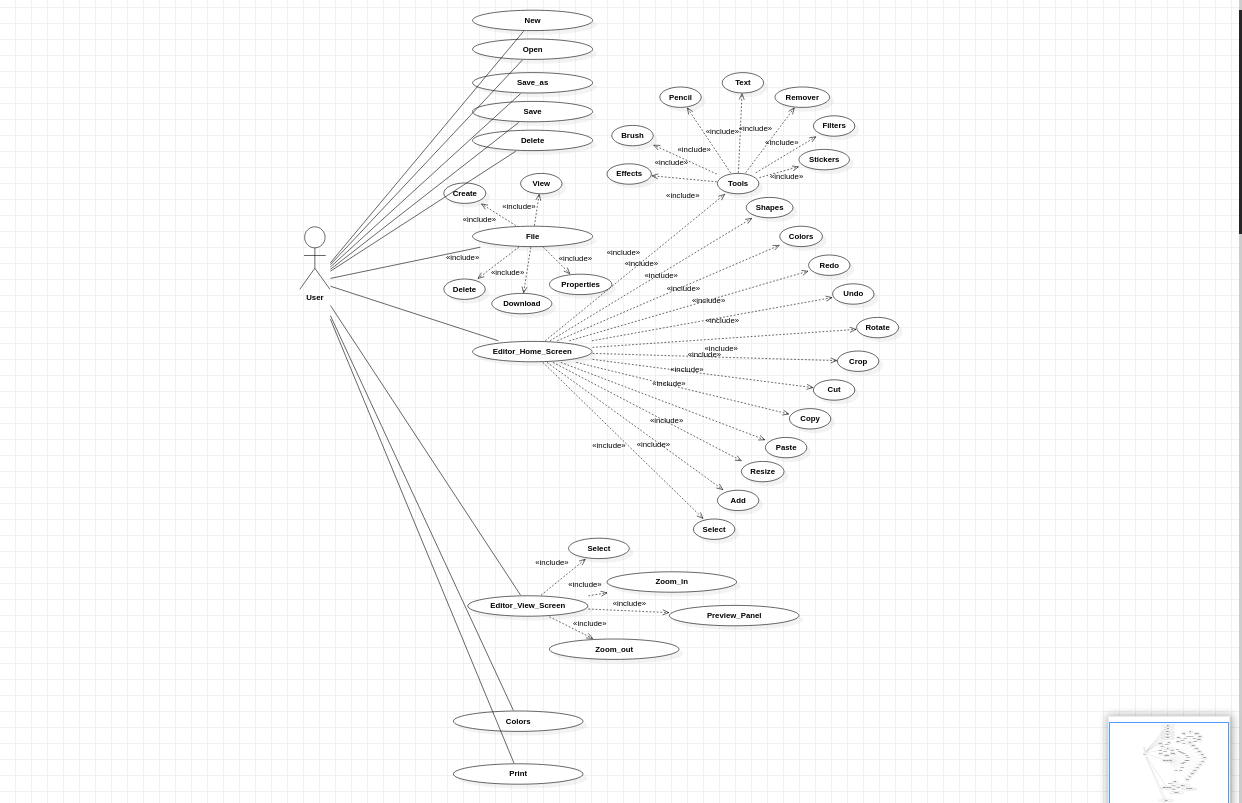 New
Open
Save_as
Save
Delete
Text
Pencil
Remover
Filters
Brush
«include»
«include»
«include»
«include»
Stickers
«include»
Effects
«include»
Tools
View
Create
«include»
Shapes
«include»
«include»
File
Colors
«include»
«include»
«include»
Redo
«include»
«include»
«include»
Delete
Properties
«include»
Undo
User
Download
«include»
«include»
Rotate
Editor_Home_Screen
«include»
«include»
Crop
«include»
«include»
Cut
Copy
«include»
«include»
«include»
Paste
Resize
Add
Select
Select
«include»
Zoom_in
«include»
Editor_View_Screen
«include»
Preview_Panel
«include»
Zoom_out
Colors
Print